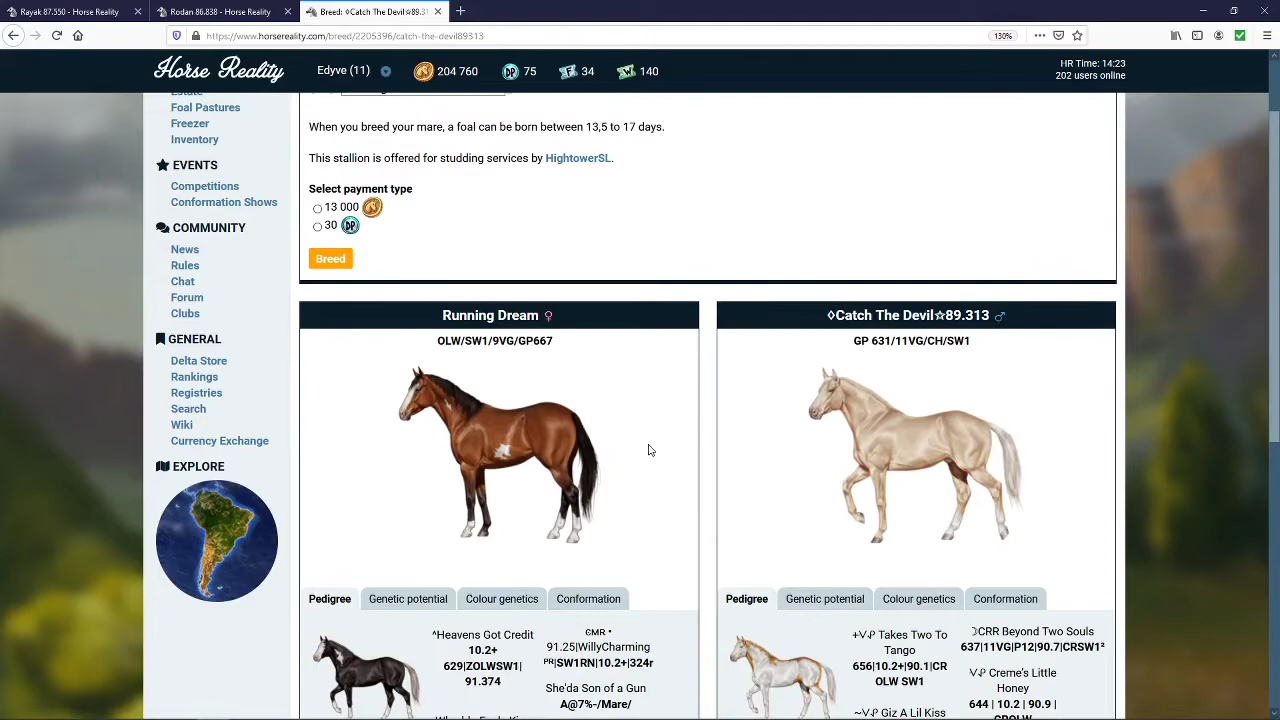 Rayak 87.550 - Horse Reality
Rodan 86.838 - Horse Reality
Breed: ◊Catch The Devil☆89.31
https://www.horsereality.com/breed/2205396/catch-the-devil89313
130%
Horse Reality
Edyve (11)
204 760
DP 75
34
140
HR Time: 14:23
202 users online
Estate
Foal Pastures
Freezer
Inventory
EVENTS
Competitions
Conformation Shows
COMMUNITY
News
Rules
Chat
Forum
Clubs
GENERAL
Delta Store
Rankings
Registries
Search
Wiki
Currency Exchange
EXPLORE
When you breed your mare, a foal can be born between 13,5 to 17 days.
This stallion is offered for studding services by HightowerSL.
Select payment type
13 000
30 DP
Breed
Running Dream ♀
OLW/SW1/9VG/GP667
Pedigree
Genetic potential
Colour genetics
Conformation
^Heavens Got Credit
10.2+
629|ZOLWSW1|
91.374
91.25|WillyCharming
ᴾᴿ|SW1RN|10.2+|324r
She'da Son of a Gun
A@7%-/Mare/
◊Catch The Devil☆89.313 ♂
GP 631/11VG/CH/SW1
Pedigree
Genetic potential
Colour genetics
Conformation
Takes Two To
Tango
656|10.2+|90.1|CR
OLW SW1
☽CRR Beyond Two Souls
637|11VG|P12|90.7|CRSW1²
Creme's Little
Honey
644 | 10.2 | 90.9 |
Giz A Lil Kiss